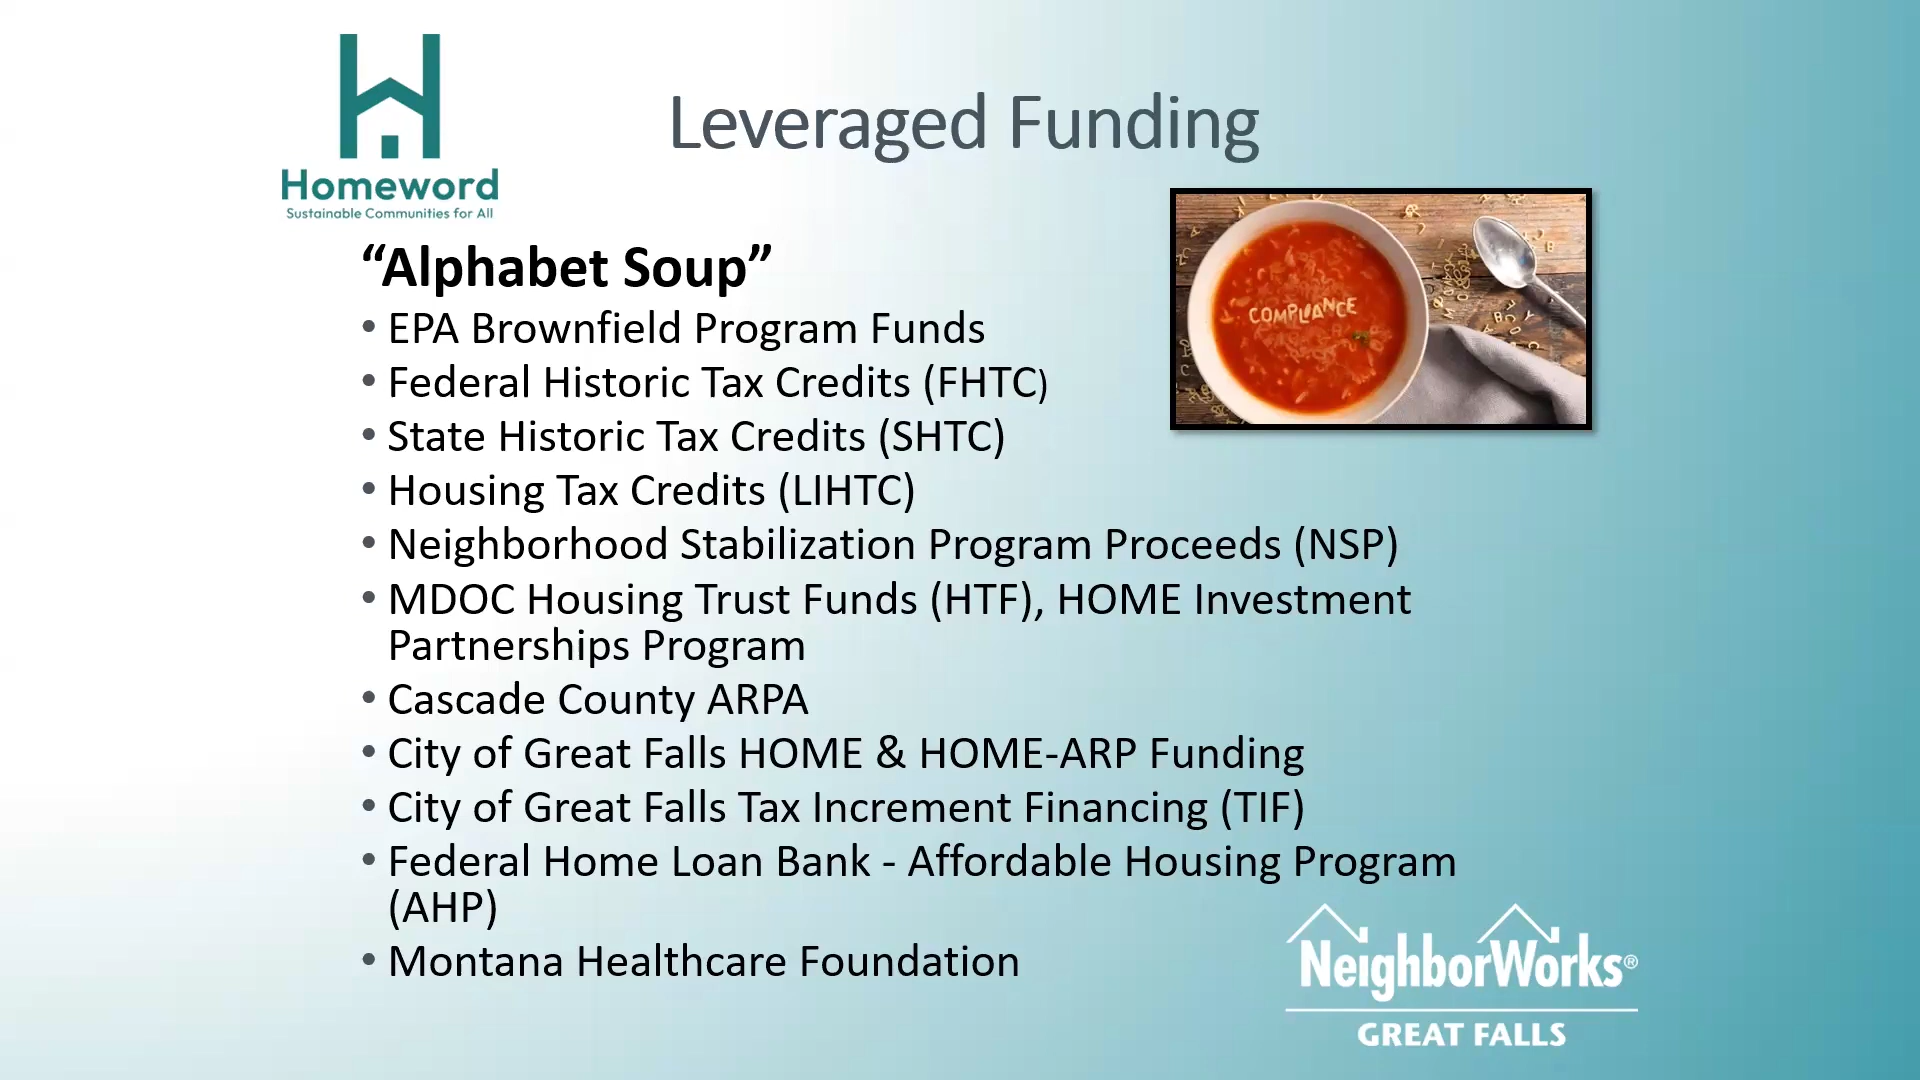 Homeword
Sustainable Communities for All
Leveraged Funding
“Alphabet Soup”
COMPLIANCE
• EPA Brownfield Program Funds
• Federal Historic Tax Credits (FHTC)
• State Historic Tax Credits (SHTC)
• Housing Tax Credits (LIHTC)
• Neighborhood Stabilization Program Proceeds (NSP)
• MDOC Housing Trust Funds (HTF), HOME Investment
Partnerships Program
• Cascade County ARPA
• City of Great Falls HOME & HOME-ARP Funding
• City of Great Falls Tax Increment Financing (TIF)
• Federal Home Loan Bank - Affordable Housing Program
(AHP)
• Montana Healthcare Foundation
NeighborWorks®
GREAT FALLS